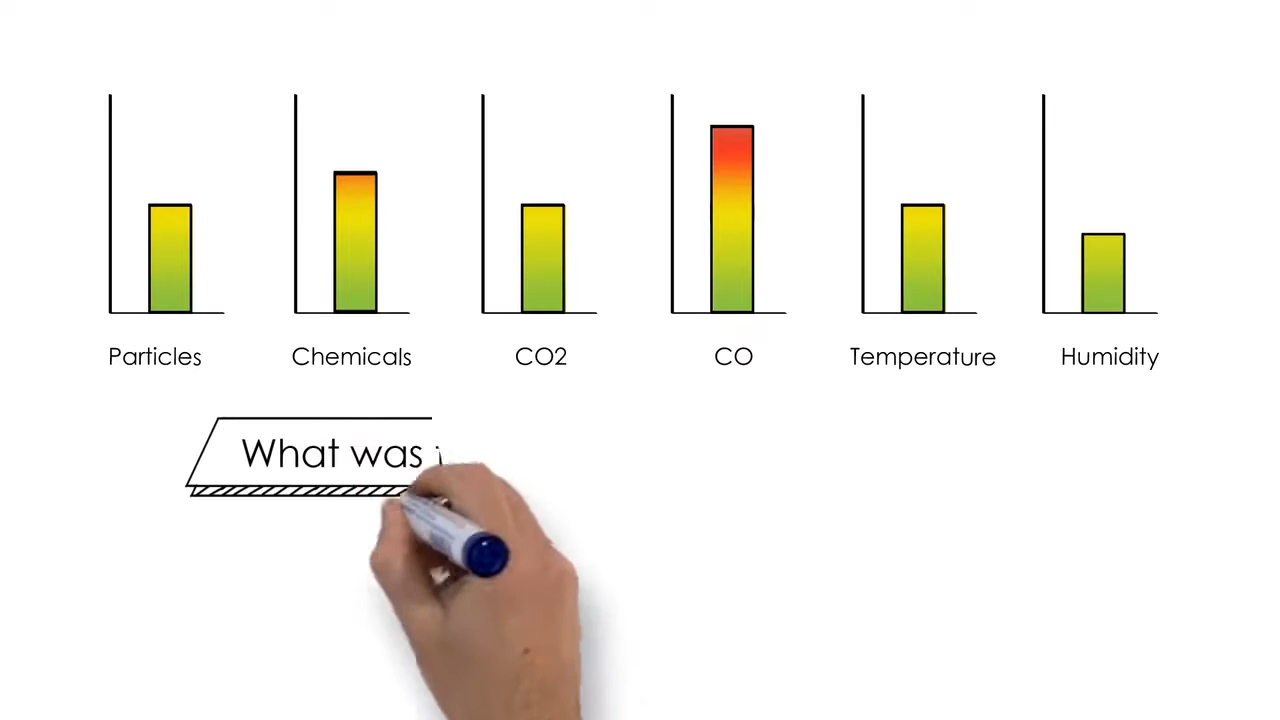 Particles
Chemicals
CO2
CO
Temperature
Humidity
What was